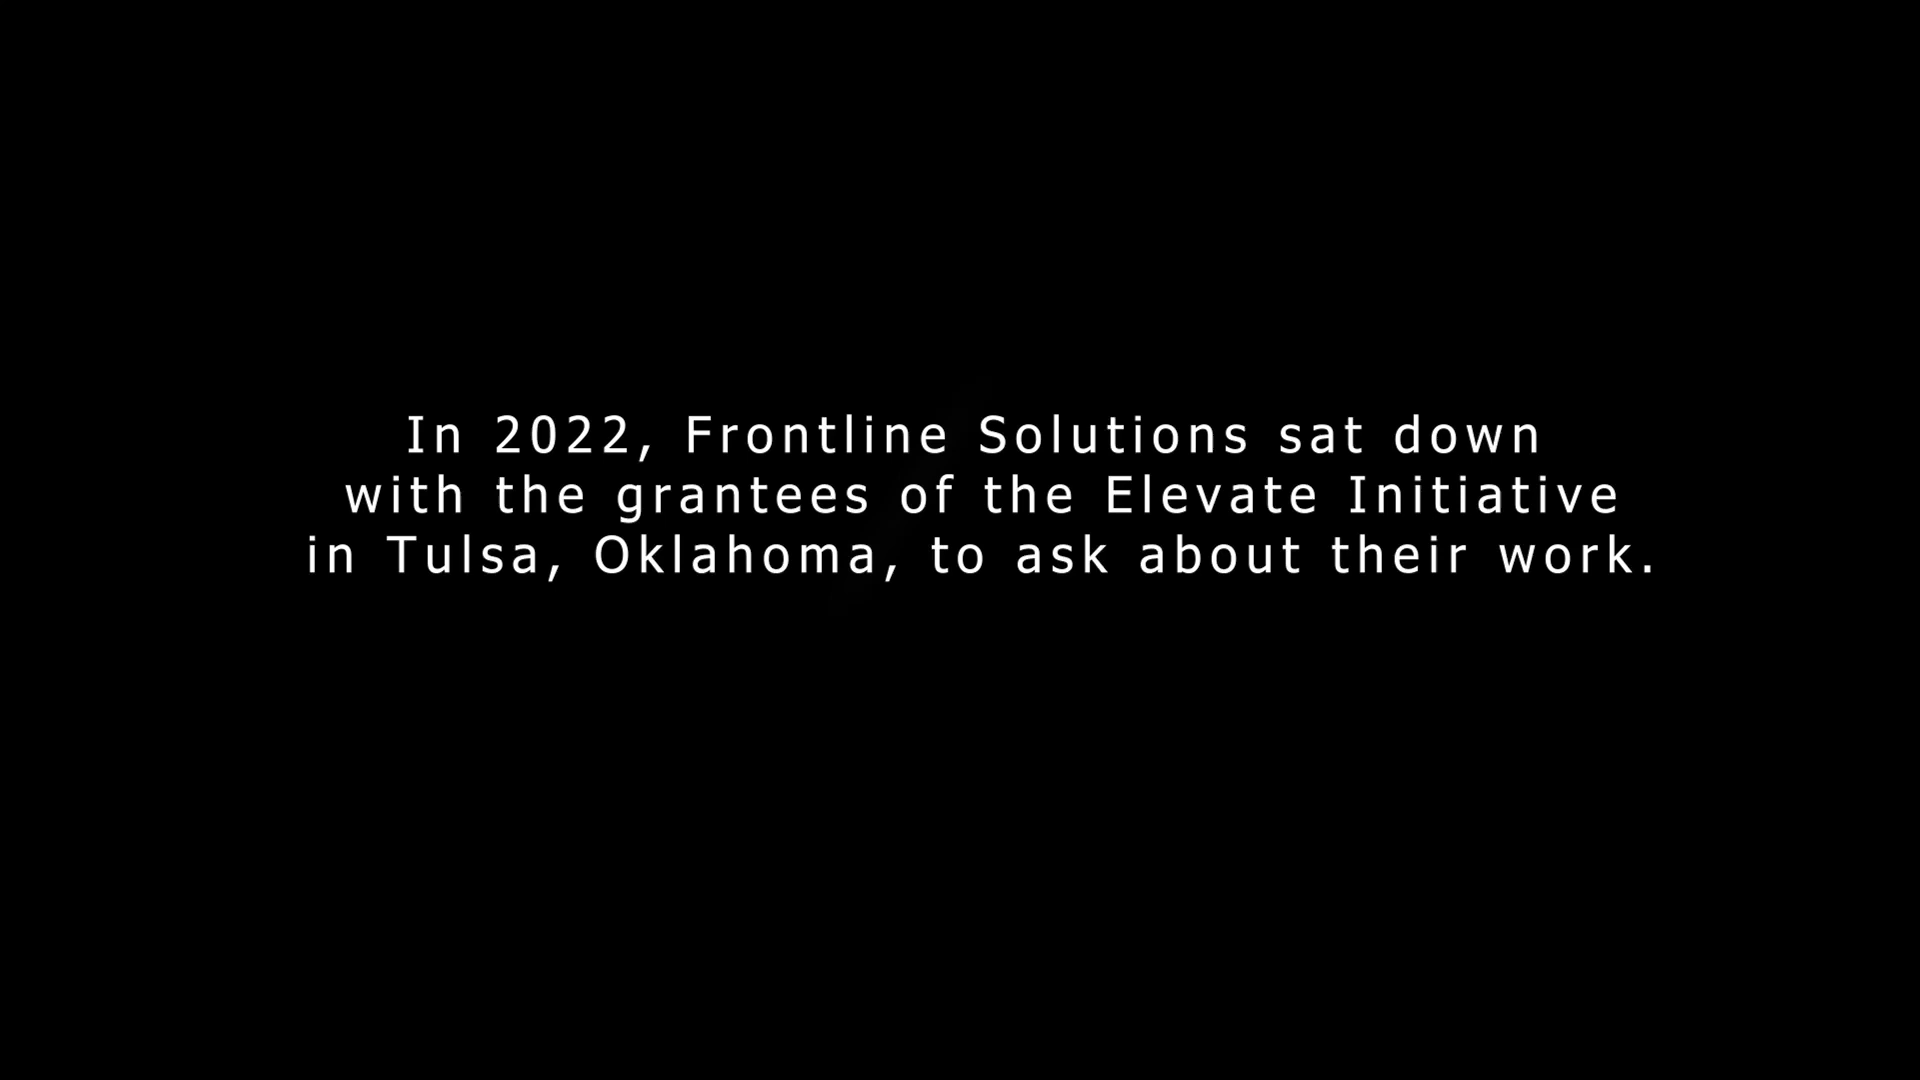 In 2022, Frontline Solutions sat down
with the grantees of the Elevate Initiative
in Tulsa, Oklahoma, to ask about their work.